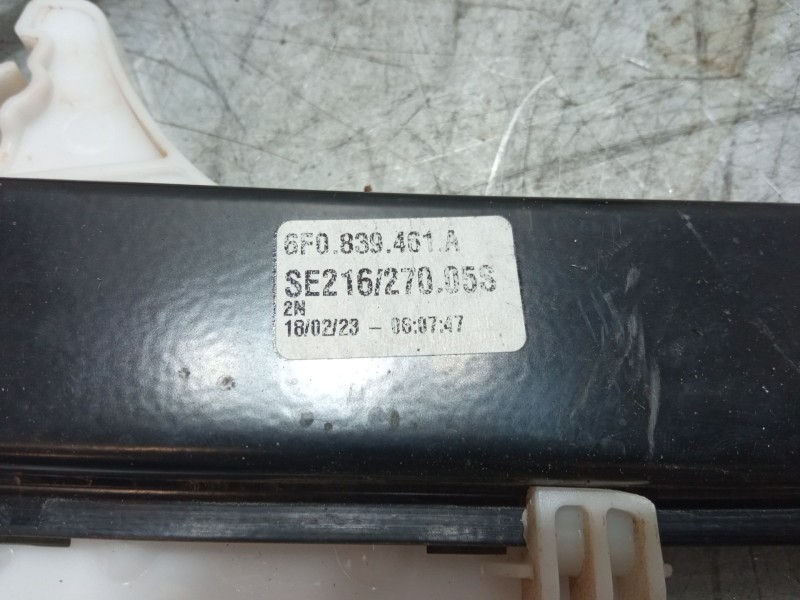 6F0.839.461.A
SE216/270.05S
2N
18/02/23 - 06:07:47